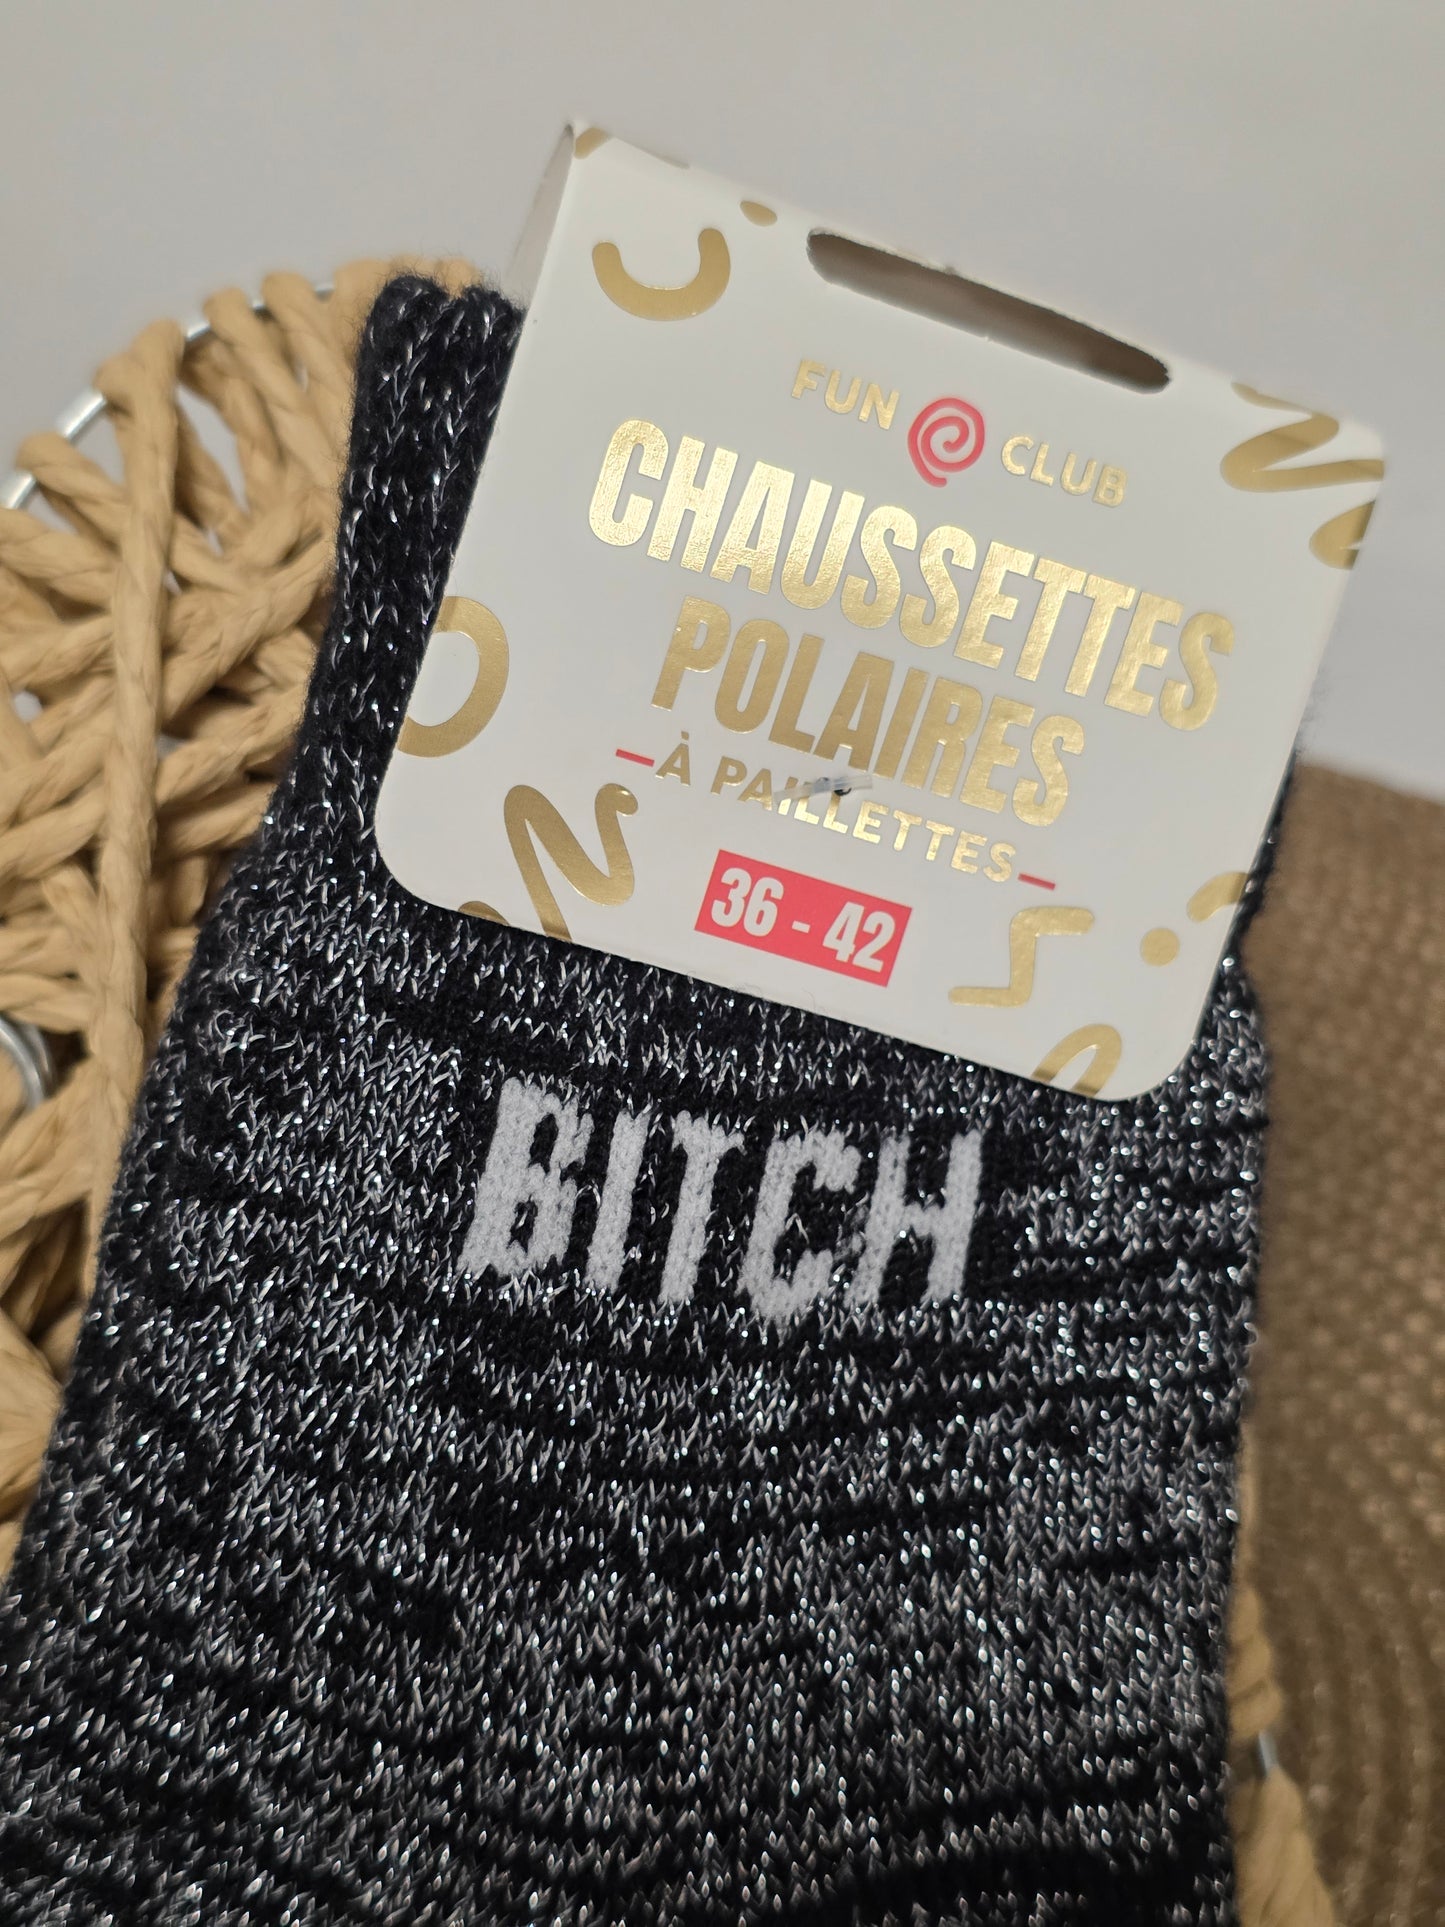 FUN CLUB
CHAUSSETTES
POLAIRES
À PAILLETTES
36 - 42
BITCH